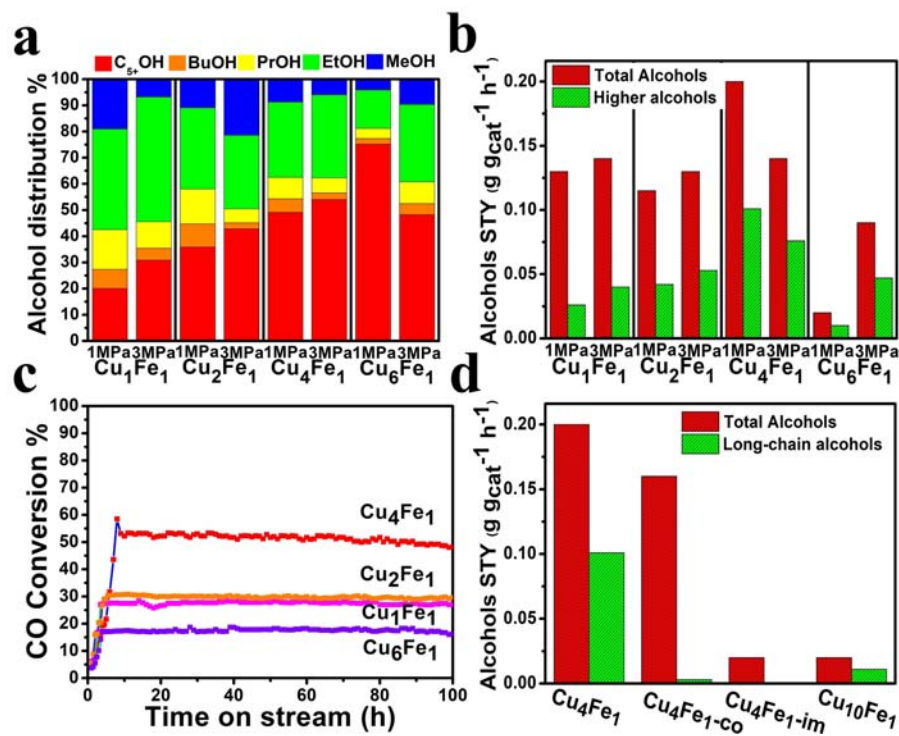 a
C5+OH BuOH PrOH EtOH MeOH
Alcohol distribution %
100
90
80
70
60
50
40
30
20
10
0
1MPa 3MPa 1MPa 3MPa 1MPa 3MPa 1MPa 3MPa
Cu1Fe1 Cu2Fe1 Cu4Fe1 Cu6Fe1
b
Total Alcohols
Higher alcohols
Alcohols STY (g gcat-1 h-1)
0.20
0.15
0.10
0.05
0.00
1MPa 3MPa 1MPa 3MPa 1MPa 3MPa 1MPa 3MPa
Cu1Fe1 Cu2Fe1 Cu4Fe1 Cu6Fe1
c
CO Conversion %
100
90
80
70
60
50
40
30
20
10
0
Cu4Fe1
Cu2Fe1
Cu1Fe1
Cu6Fe1
0 20 40 60 80 100
Time on stream (h)
d
Total Alcohols
Long-chain alcohols
Alcohols STY (g gcat-1 h-1)
0.20
0.15
0.10
0.05
0.00
Cu4Fe1 Cu4Fe1-co Cu4Fe1-im Cu10Fe1